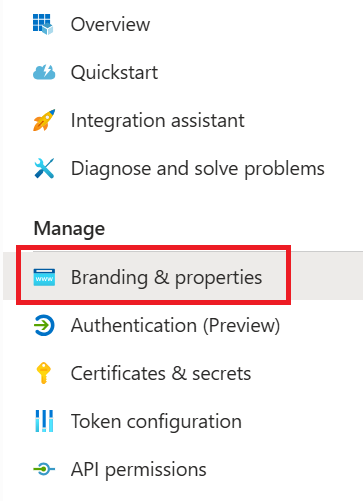 Overview
Quickstart
Integration assistant
Diagnose and solve problems
Manage
www
Branding & properties
Authentication (Preview)
Certificates & secrets
Token configuration
API permissions